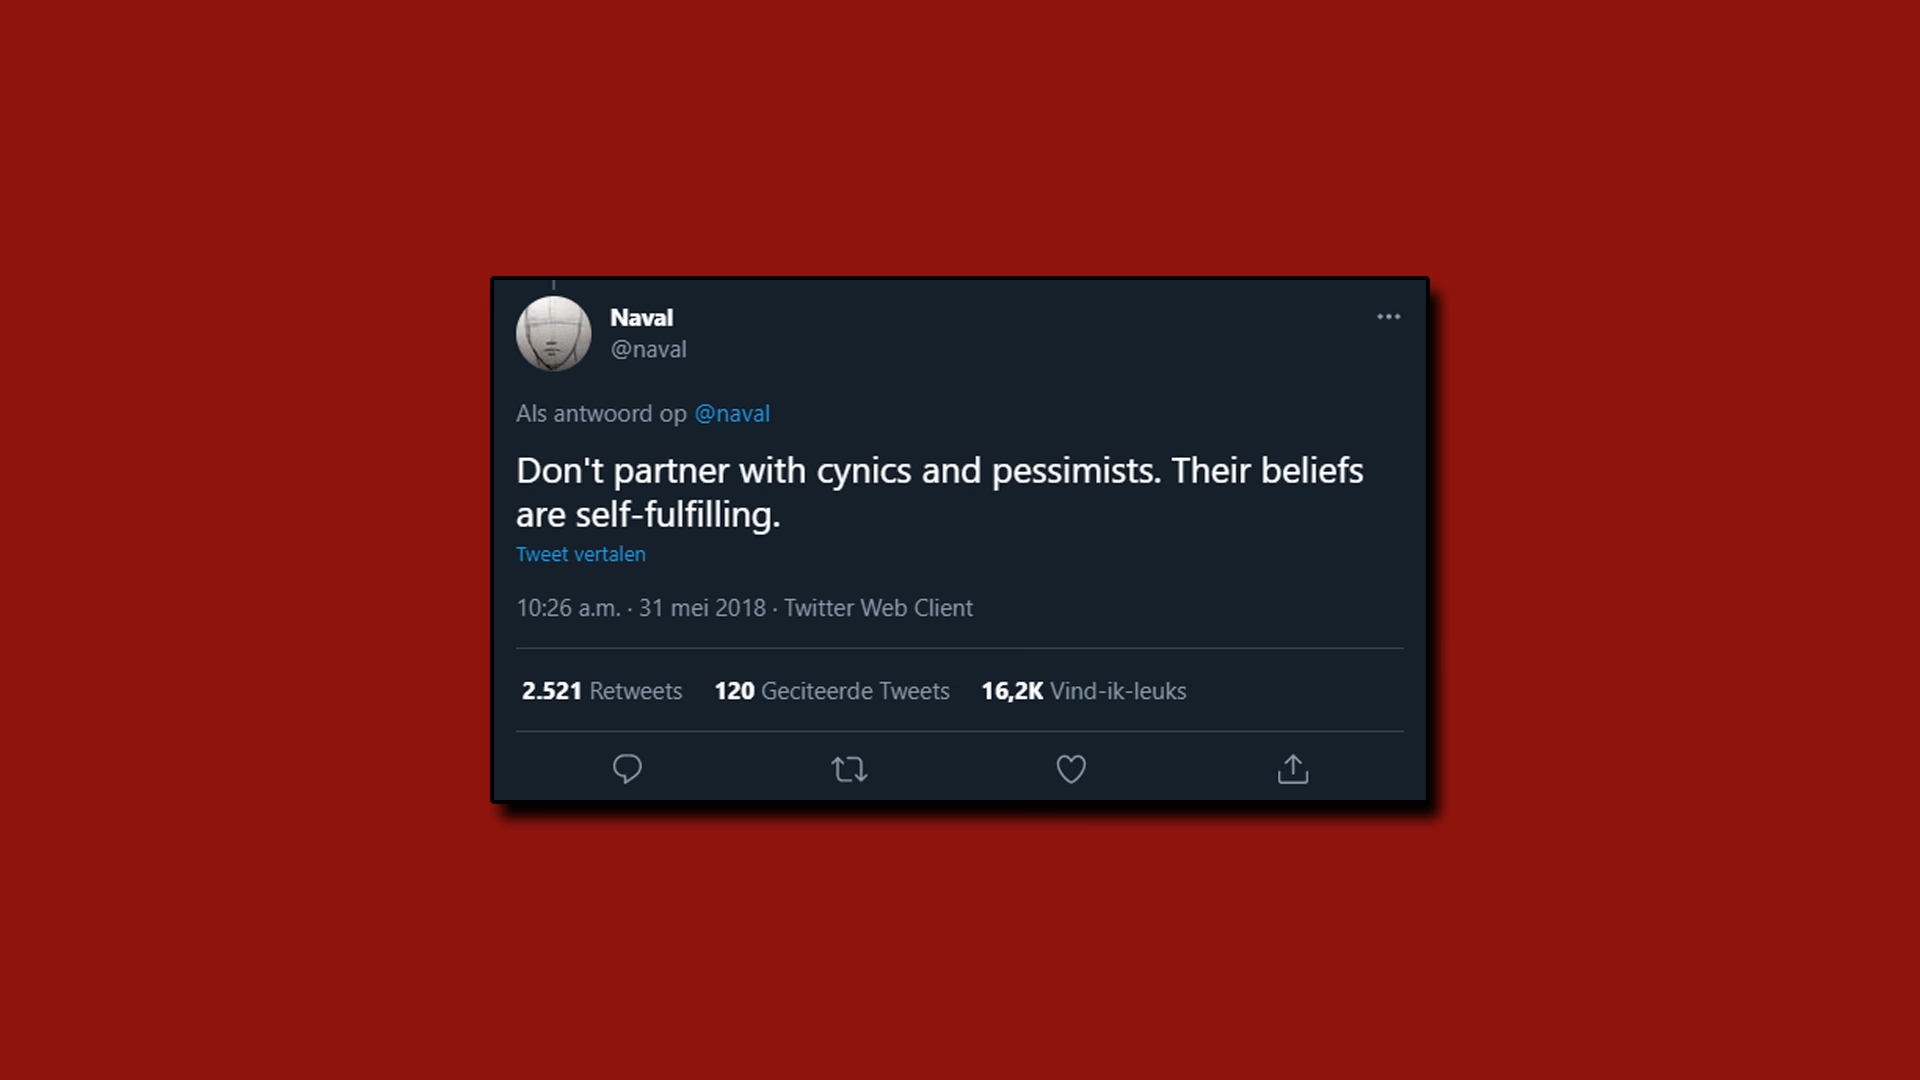 Naval
@naval
Als antwoord op @naval
Don't partner with cynics and pessimists. Their beliefs
are self-fulfilling.
Tweet vertalen
10:26 a.m. · 31 mei 2018 · Twitter Web Client
2.521 Retweets 120 Geciteerde Tweets 16,2K Vind-ik-leuks